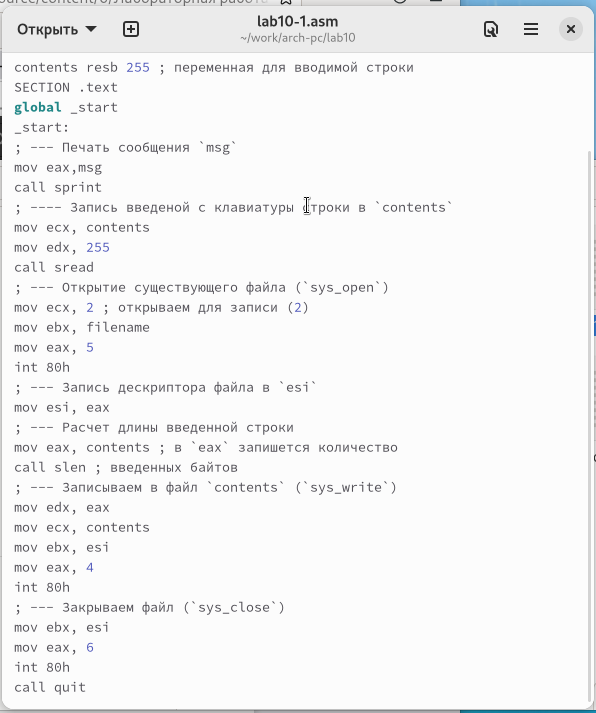 Открыть
lab10-1.asm
~/work/arch-pc/lab10
contents resb 255 ; переменная для вводимой строки
SECTION .text
global _start
_start:
; --- Печать сообщения `msg`
mov eax,msg
call sprint
; ---- Запись введеной с клавиатуры строки в `contents`
mov ecx, contents
mov edx, 255
call sread
; --- Открытие существующего файла (`sys_open`)
mov ecx, 2 ; открываем для записи (2)
mov ebx, filename
mov eax, 5
int 80h
; --- Запись дескриптора файла в `esi`
mov esi, eax
; --- Расчет длины введенной строки
mov eax, contents ; в `eax` запишется количество
call slen ; введенных байтов
; --- Записываем в файл `contents` (`sys_write`)
mov edx, eax
mov ecx, contents
mov ebx, esi
mov eax, 4
int 80h
; --- Закрываем файл (`sys_close`)
mov ebx, esi
mov eax, 6
int 80h
call quit